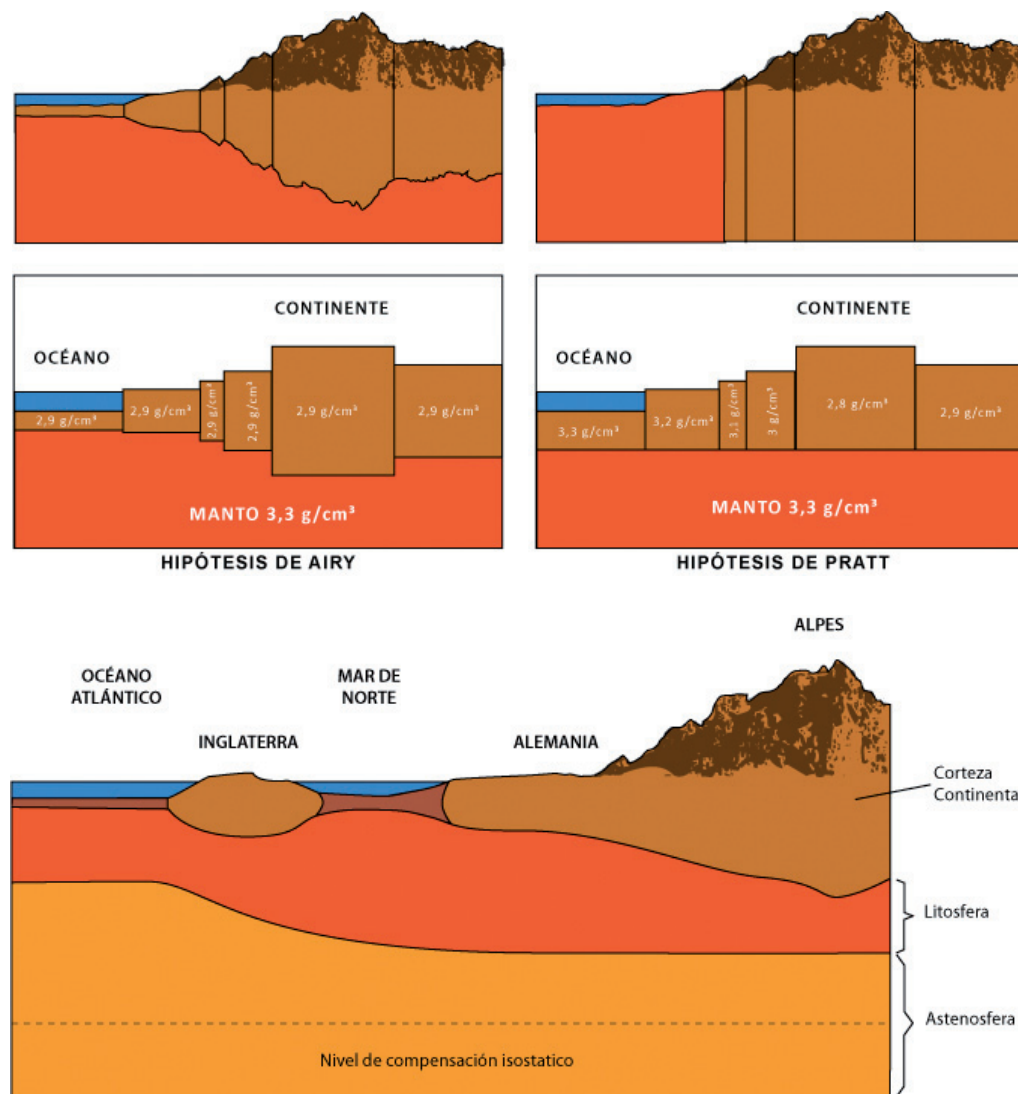 CONTINENTE
OCÉANO
2,9 g/cm³
2,9 g/cm³
2,9 g/cm³
2,9 g/cm³
2,9 g/cm³
2,9 g/cm³
MANTO 3,3 g/cm³
HIPÓTESIS DE AIRY
CONTINENTE
OCÉANO
3,3 g/cm³
3,2 g/cm³
3,1 g/cm³
3 g/cm³
2,8 g/cm³
2,9 g/cm³
MANTO 3,3 g/cm³
HIPÓTESIS DE PRATT
ALPES
OCÉANO
ATLÁNTICO
MAR DE
NORTE
INGLATERRA
ALEMANIA
Corteza
Continenta
Litosfera
Astenosfera
Nivel de compensación isostatico